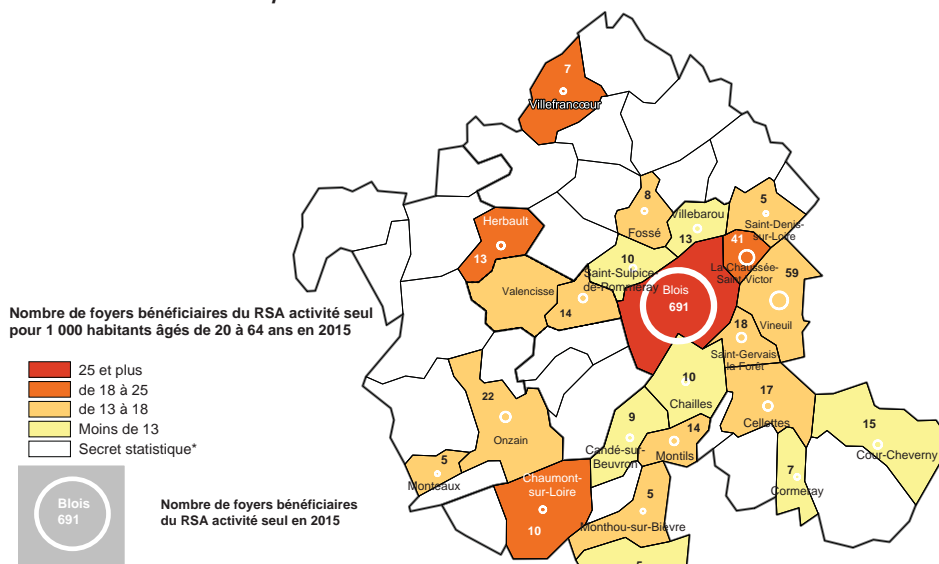 7
Villefrancœur
8
Fossé
Villebarou
13
5
Saint-Denis-
sur-Loire
Herbault
13
10
Saint-Sulpice-
de-Pommeray
41
La Chaussée-
Saint-Victor
59
Vineuil
Valencisse
14
Blois
691
18
Saint-Gervais-
la-Forêt
Nombre de foyers bénéficiaires du RSA activité seul
pour 1 000 habitants âgés de 20 à 64 ans en 2015
25 et plus
de 18 à 25
de 13 à 18
Moins de 13
Secret statistique*
22
Onzain
10
Chailles
17
Cellettes
9
Candé-sur-
Beuvron
14
Montils
15
Cour-Cheverny
5
Monteaux
7
Cormeray
Chaumont-
sur-Loire
10
5
Monthou-sur-Bièvre
Blois
691
Nombre de foyers bénéficiaires
du RSA activité seul en 2015